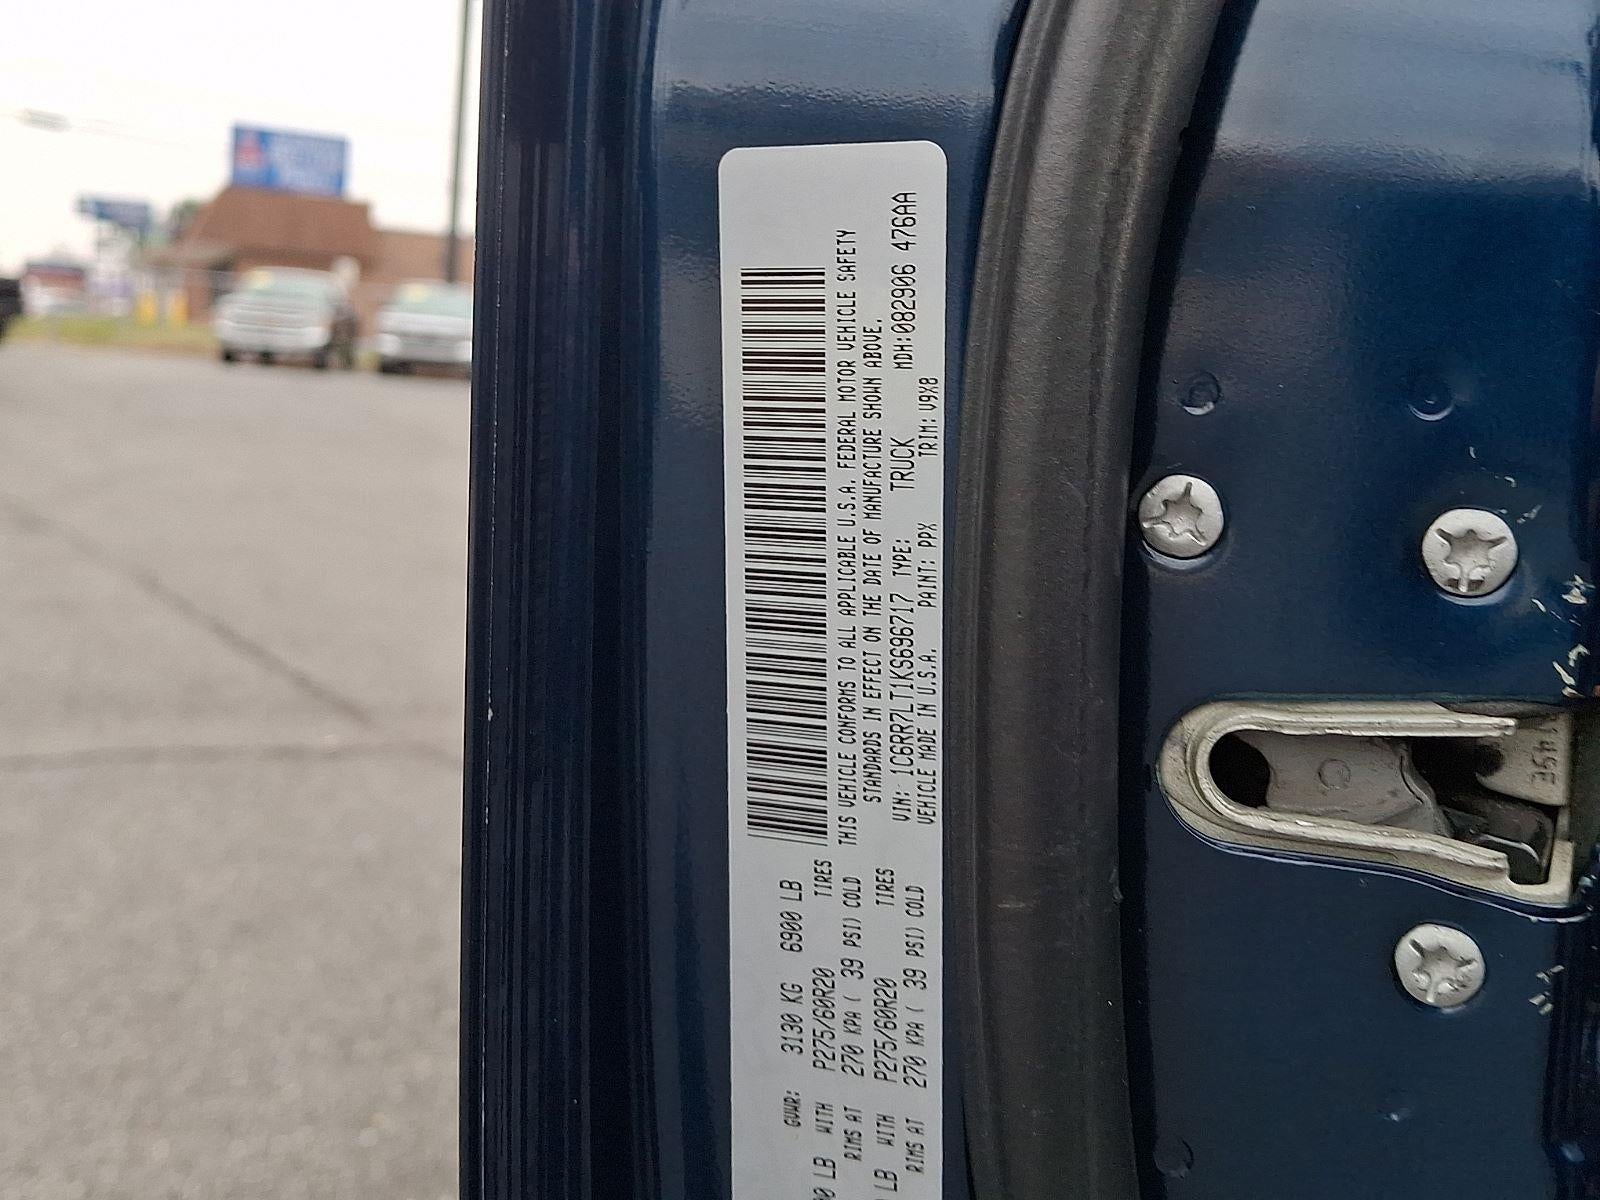 MDH:082906 476AA
THIS VEHICLE CONFORMS TO ALL APPLICABLE U.S.A. FEDERAL MOTOR VEHICLE SAFETY
STANDARDS IN EFFECT ON THE DATE OF MANUFACTURE SHOWN ABOVE.
VIN: 1C6RR7LT1KS696717 TYPE: TRUCK
VEHICLE MADE IN U.S.A. PAINT: PPX TRIM: V9X8
GVWR: 3130 KG 6900 LB
LB WITH P275/60R20 TIRES
RIMS AT 270 KPA ( 39 PSI) COLD
LB WITH P275/60R20 TIRES
RIMS AT 270 KPA ( 39 PSI) COLD